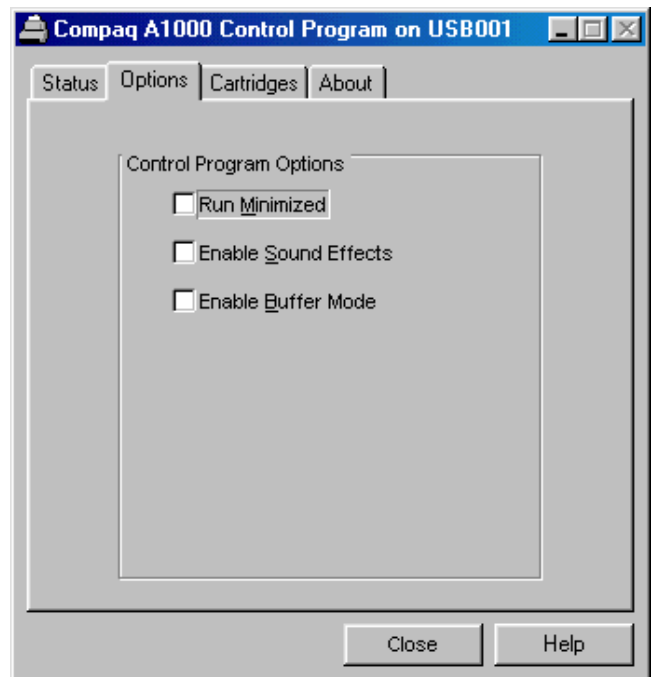 Compaq A1000 Control Program on USB001
Status Options Cartridges About
Control Program Options
Run Minimized
Enable Sound Effects
Enable Buffer Mode
Close Help